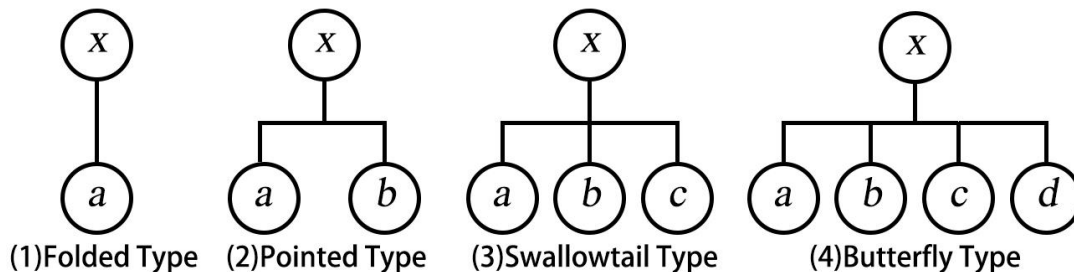 x x x x
a a b a b c a b c d
(1)Folded Type (2)Pointed Type (3)Swallowtail Type (4)Butterfly Type